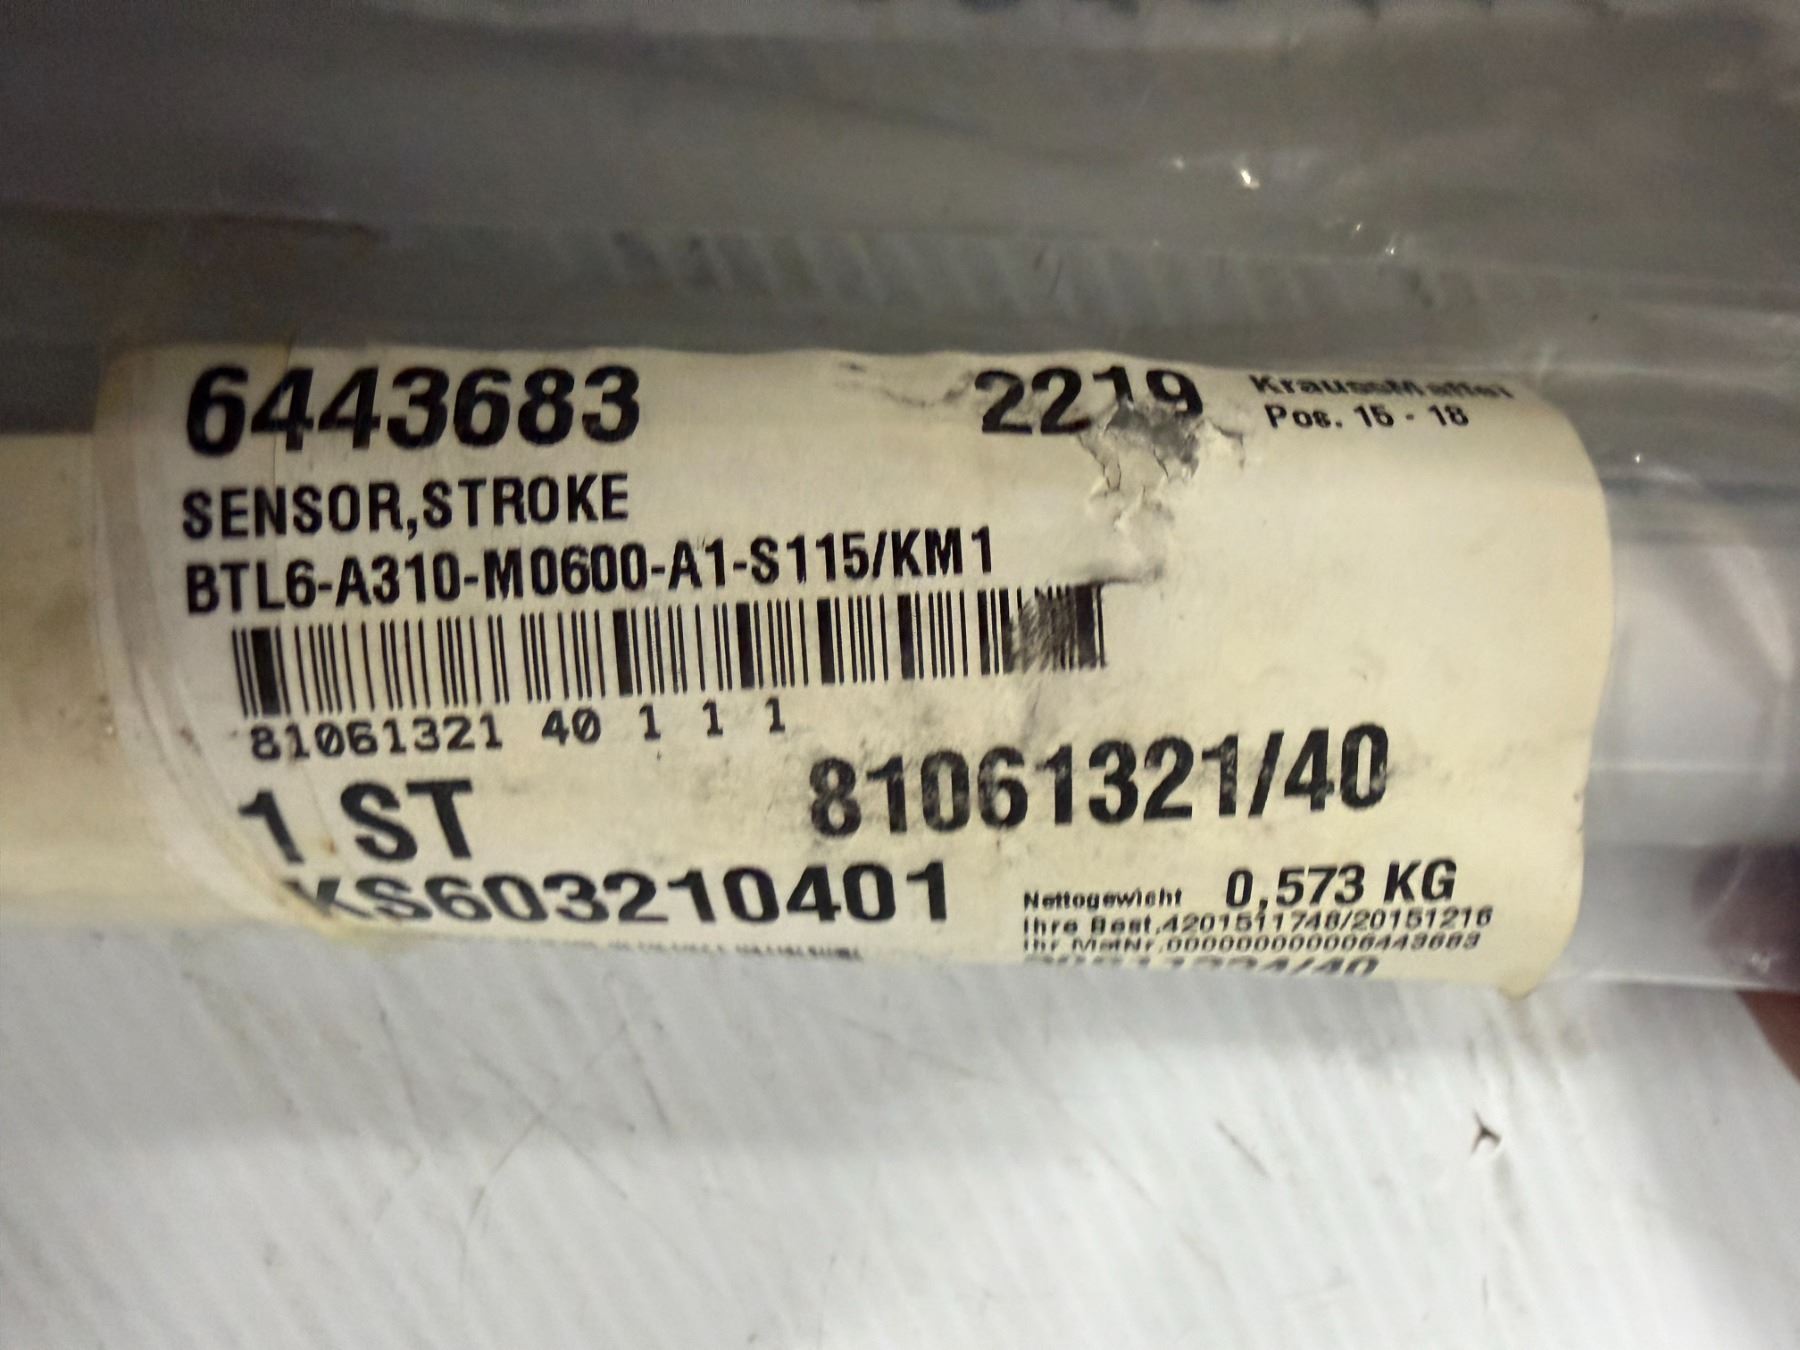 6443683 2219 KraussMaffei
Pos. 15 - 18
SENSOR,STROKE
BTL6-A310-M0600-A1-S115/KM1
81061321 40 1 1 1
1 ST 81061321/40
KS603210401 Nettogewicht 0,573 KG
Ihre Best.4201511748/20151216
Ihr MatNr.000000000006443683